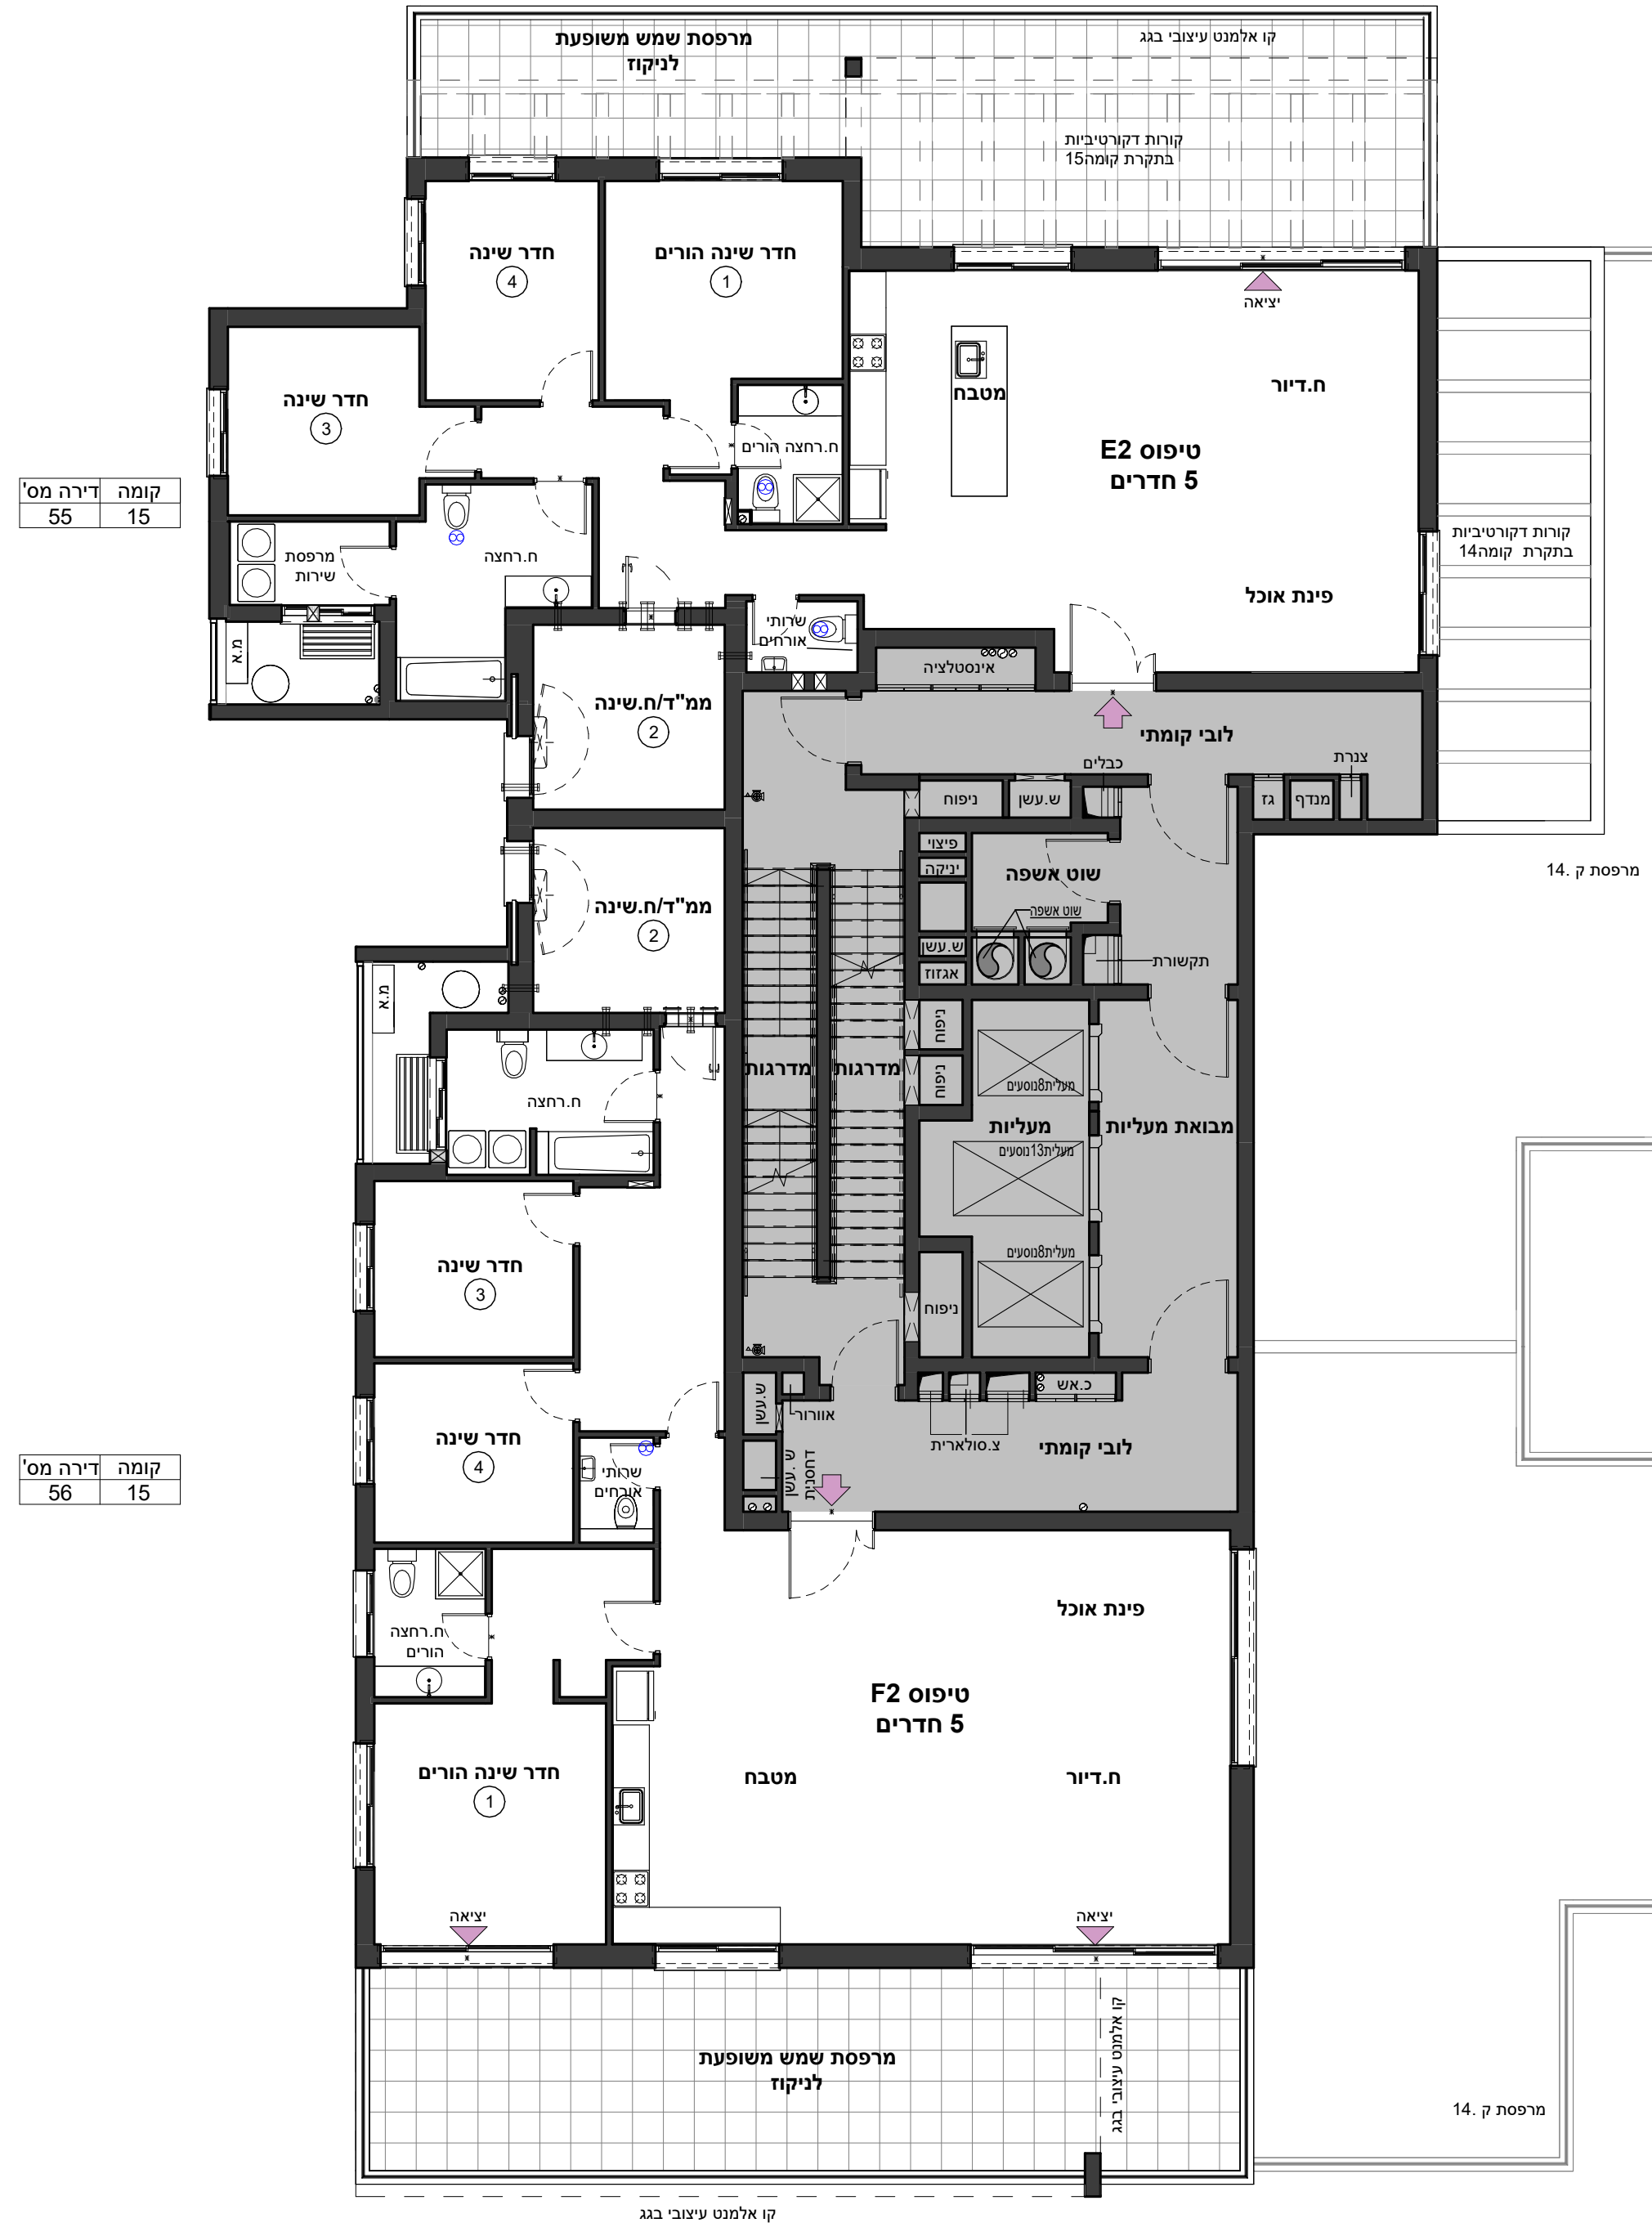 מרפסת שמש משופעת
לניקוז
קו אלמנט עיצובי בגג
קורות דקורטיביות
בתקרת קומה15
חדר שינה
4
חדר שינה הורים
1
יציאה
חדר שינה
3
מטבח
ח.דיור
ח.רחצה הורים
טיפוס E2
5 חדרים
קומה דירה מס'
15 55
קורות דקורטיביות
בתקרת קומה14
מרפסת
שירות
ח.רחצה
פינת אוכל
שרותי
אורחים
מ.א
אינסטלציה
ממ"ד/ח.שינה
2
לובי קומתי
כבלים
צנרת
ניפוח
ש.עשן
גז
מנדף
פיצוי
יניקה
שוט אשפה
מרפסת ק .14
ממ"ד/ח.שינה
2
שוט אשפה
ש.עשן
אגזוז
תקשורת
מ.א
ניפוח
ניפוח
מדרגות
מדרגות
מעלית8נוסעים
ח.רחצה
מעליות
מבואת מעליות
מעלית13נוסעים
חדר שינה
3
מעלית8נוסעים
ניפוח
כ.אש
ש.עשן
אוורור
צ.סולארית
לובי קומתי
חדר שינה
4
שרותי
אורחים
ש .עשן
דחסנית
קומה דירה מס'
15 56
ח.רחצה
הורים
פינת אוכל
טיפוס F2
5 חדרים
חדר שינה הורים
1
מטבח
ח.דיור
יציאה
יציאה
קו אלמנט עיצובי בגג
מרפסת שמש משופעת
לניקוז
מרפסת ק .14
קו אלמנט עיצובי בגג